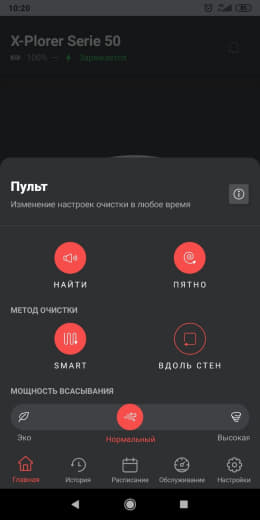 10:20
X-Plorer Serie 50
100% – Заряжается
Пульт
Изменение настроек очистки в любое время
НАЙТИ ПЯТНО
МЕТОД ОЧИСТКИ
SMART ВДОЛЬ СТЕН
МОЩНОСТЬ ВСАСЫВАНИЯ
Эко Нормальный Высокая
Главная История Расписание Обслуживание Настройки